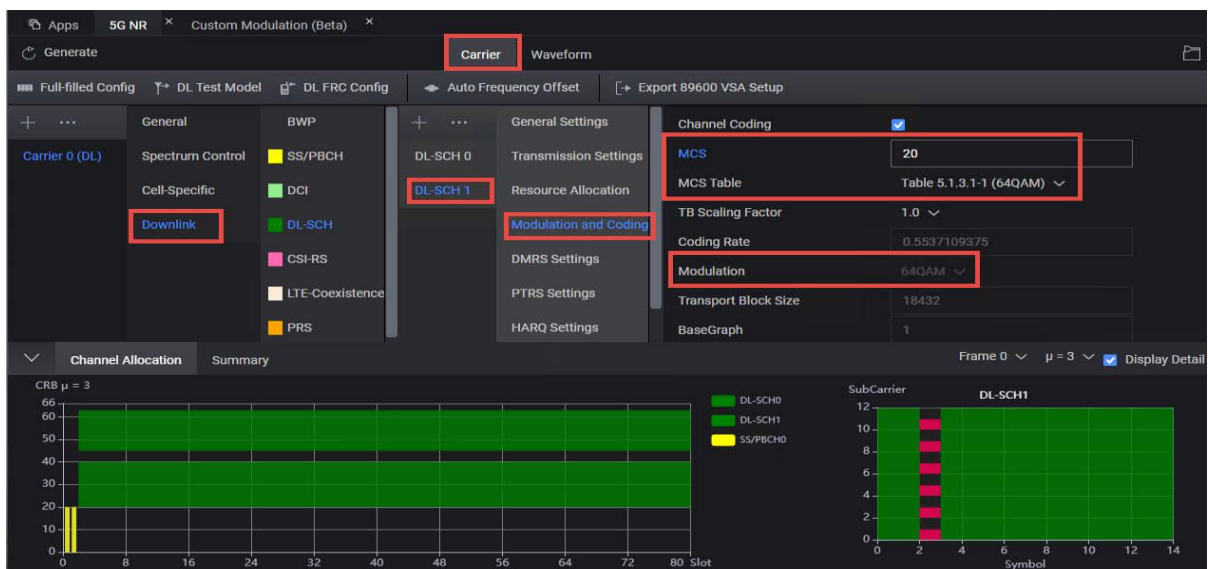 Apps 5G NR × Custom Modulation (Beta) ×
Generate Carrier Waveform
Full-filled Config DL Test Model DL FRC Config Auto Frequency Offset Export 89600 VSA Setup
+ ... General BWP + ... General Settings Channel Coding
Carrier 0 (DL) Spectrum Control SS/PBCH DL-SCH 0 Transmission Settings MCS 20
Cell-Specific DCI DL-SCH 1 Resource Allocation MCS Table Table 5.1.3.1-1 (64QAM)
Downlink DL-SCH Modulation and Coding TB Scaling Factor 1.0
Coding Rate 0.5537109375
CSI-RS DMRS Settings Modulation 64QAM
LTE-Coexistence PTRS Settings Transport Block Size 18432
PRS HARQ Settings BaseGraph 1
Channel Allocation Summary Frame 0 μ = 3 Display Detail
CRB μ = 3
66
60
50
40
30
20
10
0
0 8 16 24 32 40 48 56 64 72 80 Slot
DL-SCH0
DL-SCH1
SS/PBCH0
SubCarrier DL-SCH1
12
10
8
6
4
2
0
0 2 4 6 8 10 12 14
Symbol